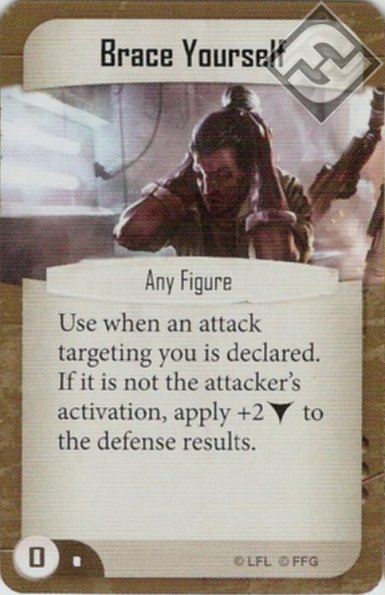 Brace Yourself
Any Figure
Use when an attack
targeting you is declared.
If it is not the attacker's
activation, apply +2 to
the defense results.
0
© LFL © FFG